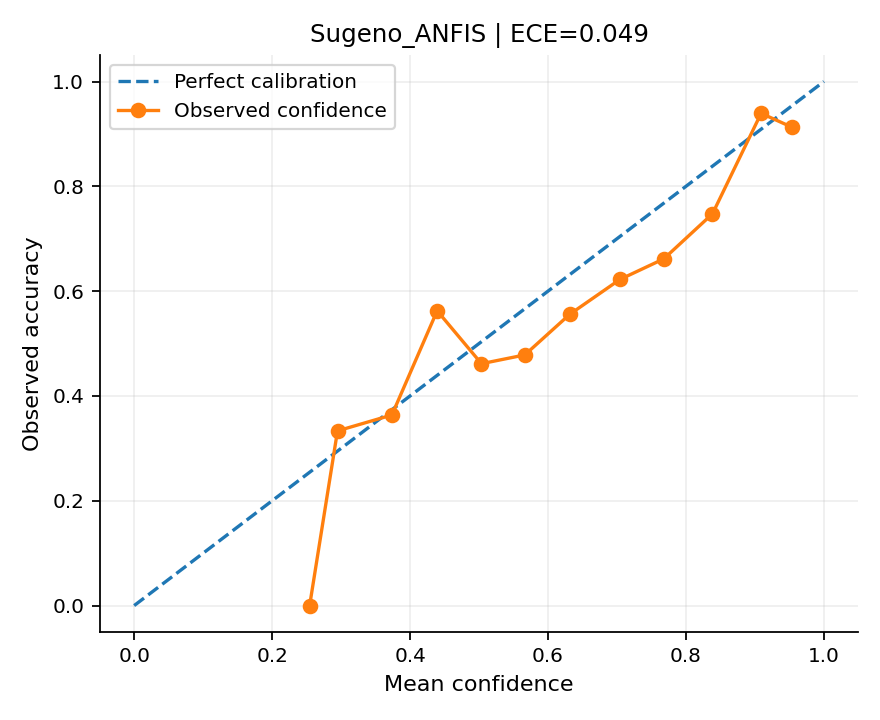 Sugeno_ANFIS | ECE=0.049
Perfect calibration
Observed confidence
1.0
0.8
0.6
0.4
0.2
0.0
Observed accuracy
0.0 0.2 0.4 0.6 0.8 1.0
Mean confidence